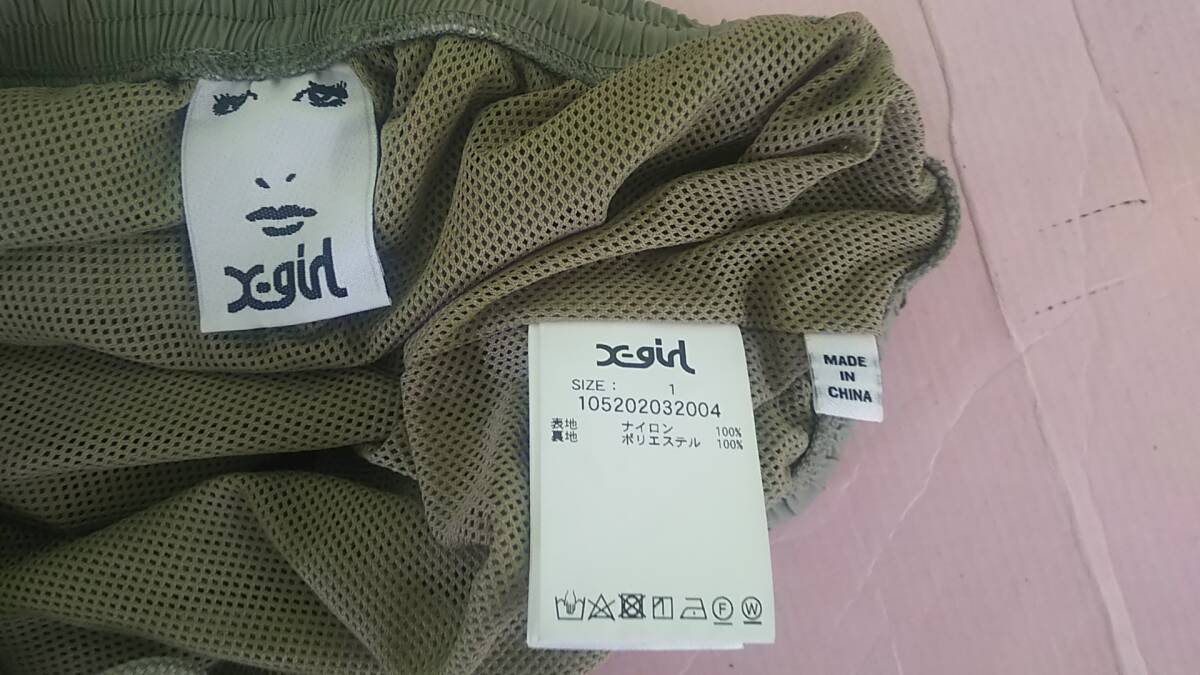 X-girl
X-girl
SIZE : 1
105202032004
表地 ナイロン 100%
裏地 ポリエステル 100%
F W
MADE
IN
CHINA